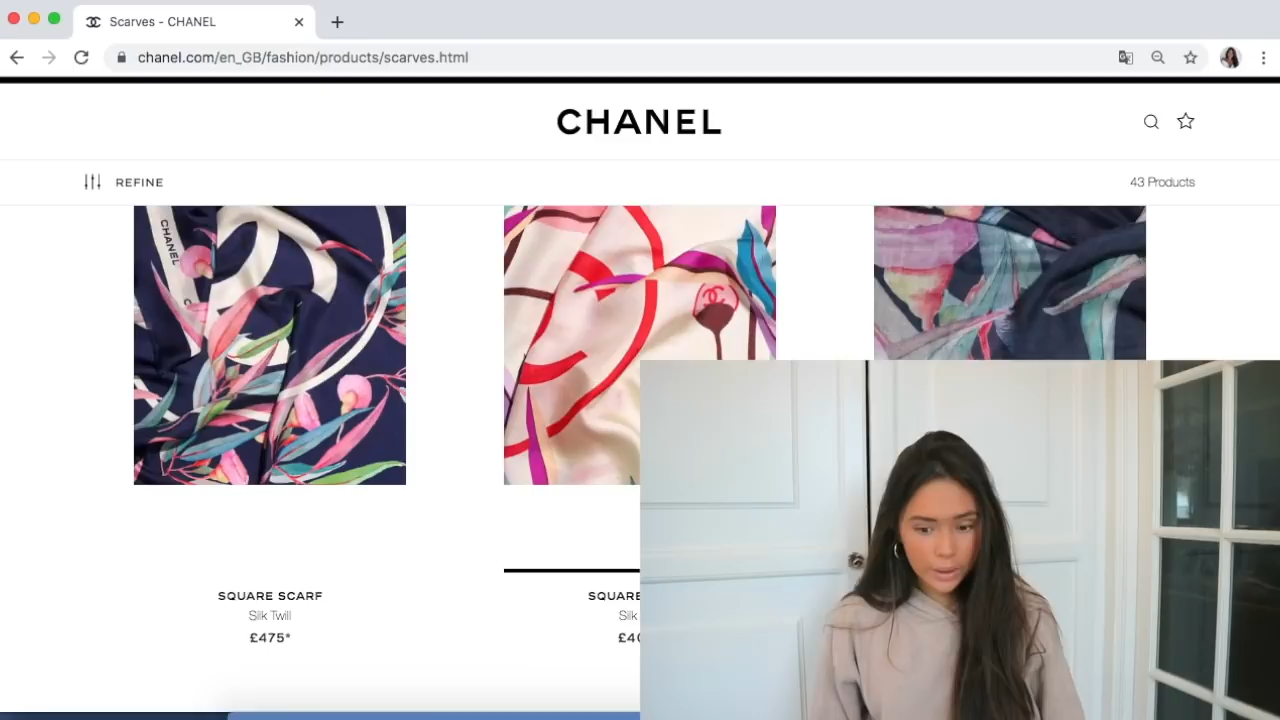 Scarves - CHANEL
chanel.com/en_GB/fashion/products/scarves.html
CHANEL
REFINE
43 Products
CHANEL
SQUARE SCARF
Silk Twill
£475*
SQUARE
Silk
£40